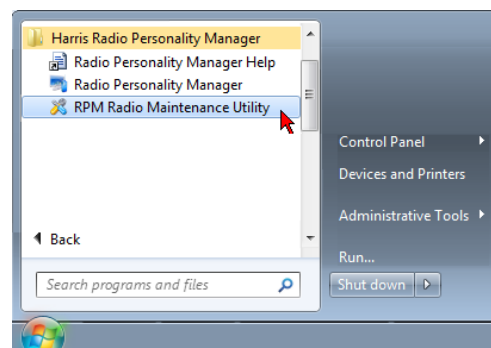 Harris Radio Personality Manager
Radio Personality Manager Help
Radio Personality Manager
RPM Radio Maintenance Utility
Back
Search programs and files
Control Panel
Devices and Printers
Administrative Tools
Run...
Shut down